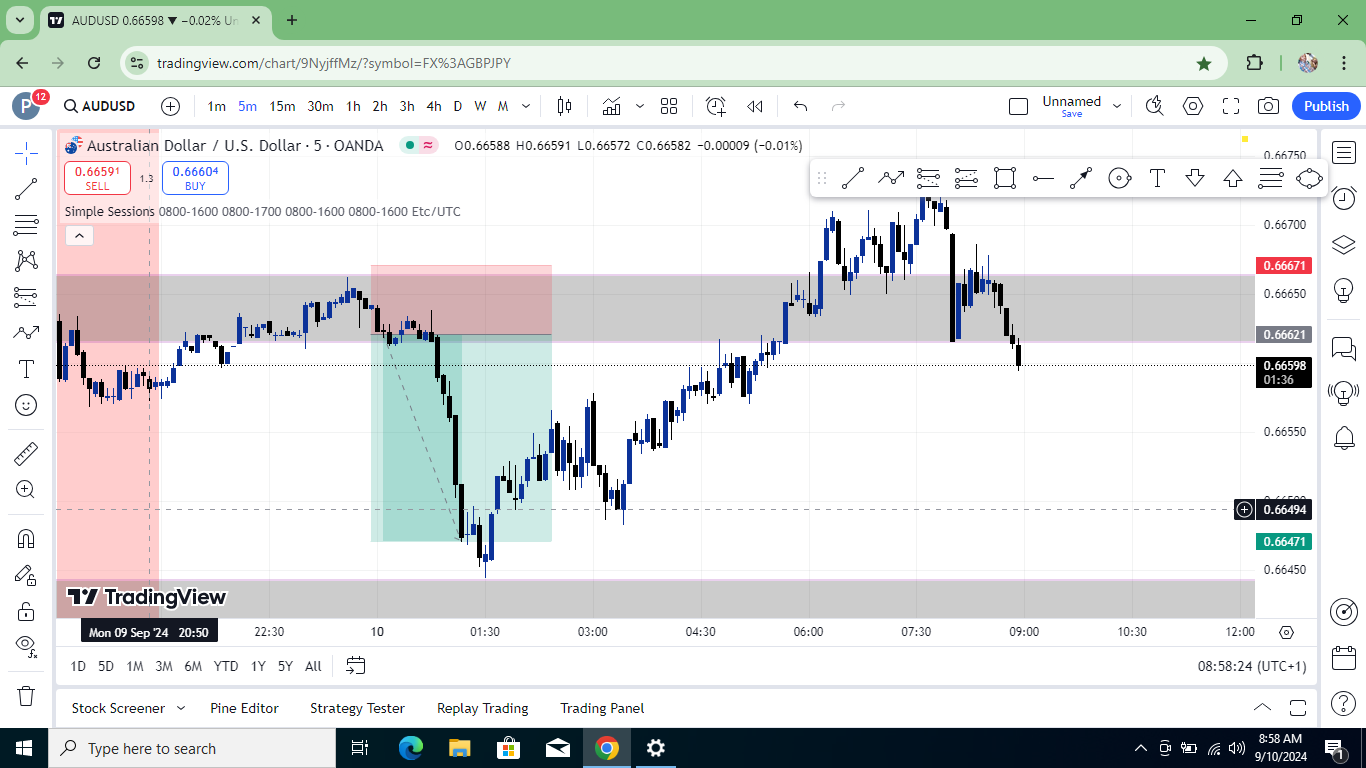 AUDUSD 0.66598 ▼ −0.02% Un
tradingview.com/chart/9NyjffMz/?symbol=FX%3AGBPJPY
P 12 AUDUSD 1m 5m 15m 30m 1h 2h 3h 4h D W M Unnamed Save Publish
Australian Dollar / U.S. Dollar · 5 · OANDA O0.66588 H0.66591 L0.66572 C0.66582 −0.00009 (−0.01%)
0.66591 SELL 1.3 0.66604 BUY
Simple Sessions 0800-1600 0800-1700 0800-1600 0800-1600 Etc/UTC
0.66750
0.66700
0.66671
0.66650
0.66621
0.66598
01:36
0.66550
0.66494
0.66471
0.66450
TradingView
Mon 09 Sep '24 20:50 22:30 10 01:30 03:00 04:30 06:00 07:30 09:00 10:30 12:00
1D 5D 1M 3M 6M YTD 1Y 5Y All 08:58:24 (UTC+1)
Stock Screener Pine Editor Strategy Tester Replay Trading Trading Panel
Type here to search
8:58 AM
9/10/2024
1